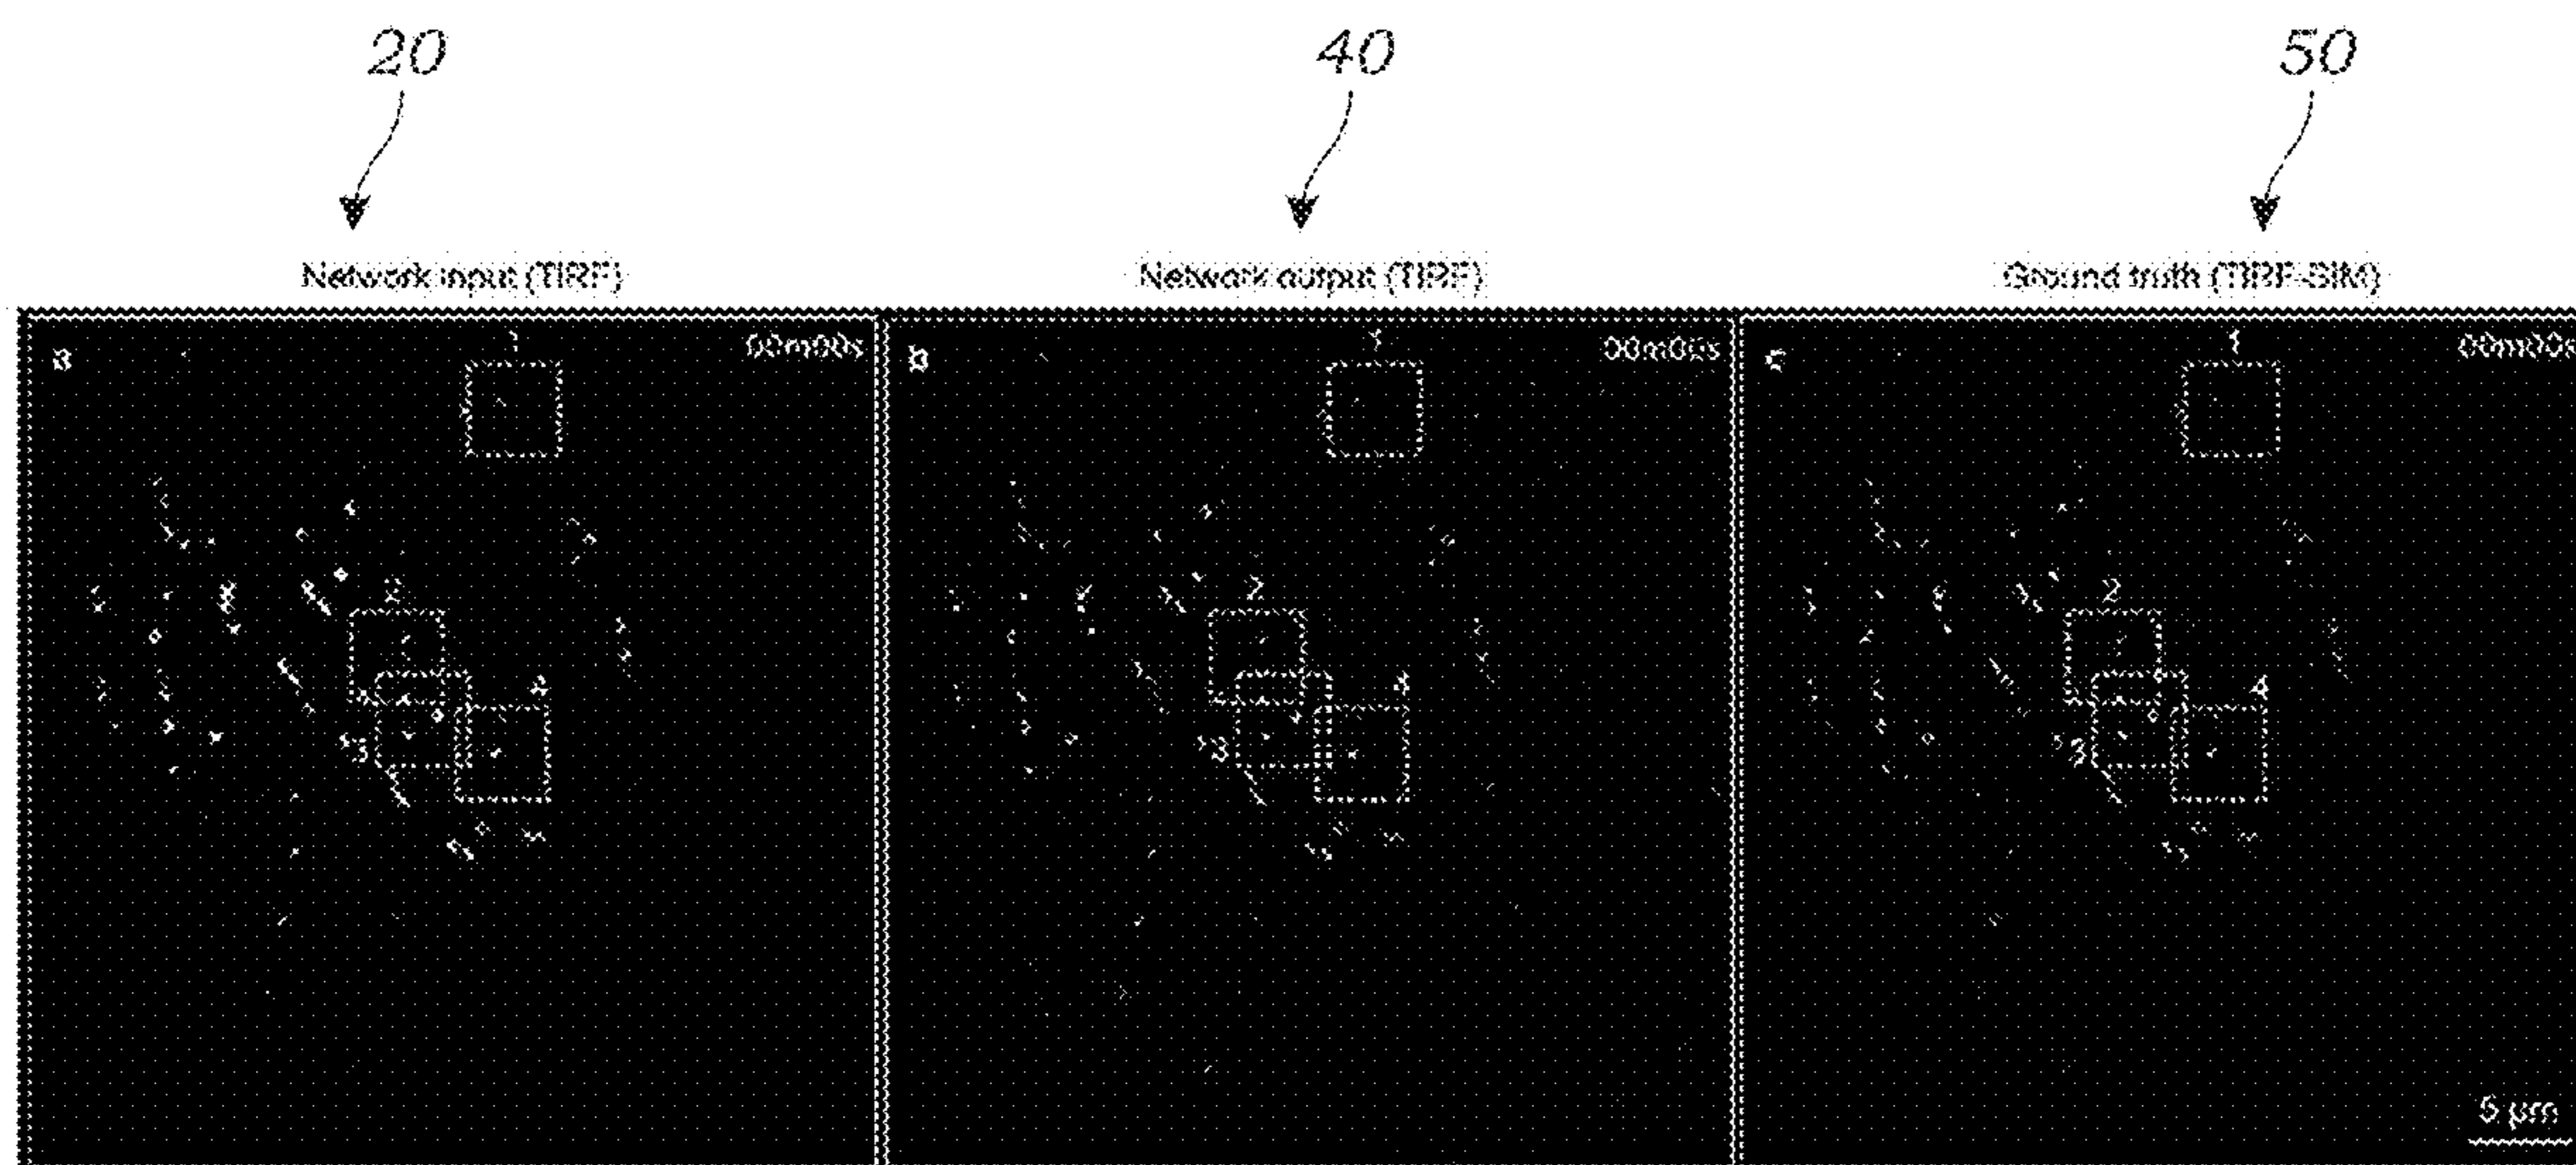 20 40 50
Network input (TIRF) Network output (TIRF) Ground truth (TIRF-SIM)
a 1 00m00s b 1 00m00s c 1 00m00s
2 2 2
4 4 4
3 3 3
5 μm